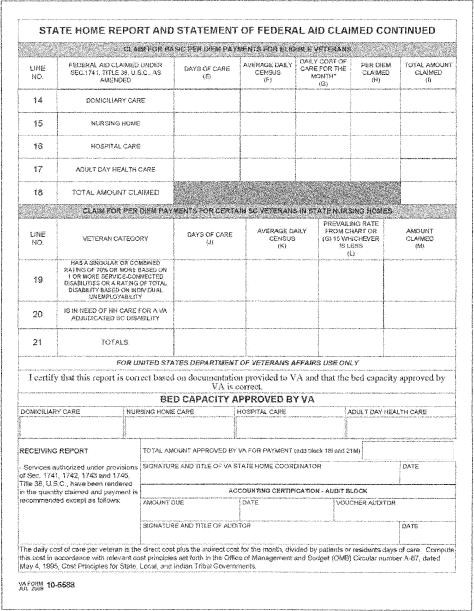 STATE HOME REPORT AND STATEMENT OF FEDERAL AID CLAIMED CONTINUED
CLAIM FOR BASIC PER DIEM PAYMENTS FOR ELIGIBLE VETERANS
LINE NO.
FEDERAL AID CLAIMED UNDER SEC.1741, TITLE 38, U.S.C., AS AMENDED
DAYS OF CARE (E)
AVERAGE DAILY CENSUS (F)
DAILY COST OF CARE FOR THE MONTH* (G)
PER DIEM CLAIMED (H)
TOTAL AMOUNT CLAIMED (I)
14 DOMICILIARY CARE
15 NURSING HOME
16 HOSPITAL CARE
17 ADULT DAY HEALTH CARE
18 TOTAL AMOUNT CLAIMED
CLAIM FOR PER DIEM PAYMENTS FOR CERTAIN SC VETERANS IN STATE NURSING HOMES
LINE NO.
VETERAN CATEGORY
DAYS OF CARE (J)
AVERAGE DAILY CENSUS (K)
PREVAILING RATE FROM CHART OR (G) 15 WHICHEVER IS LESS (L)
AMOUNT CLAIMED (M)
19
HAS A SINGULAR OR COMBINED
RATING OF 70% OR MORE BASED ON
1 OR MORE SERVICE-CONNECTED
DISABILITIES OR A RATING OF TOTAL
DISABILITY BASED ON INDIVIDUAL
UNEMPLOYABILITY
20
IS IN NEED OF NH CARE FOR A VA
ADJUDICATED SC DISABILITY
21 TOTALS
FOR UNITED STATES DEPARTMENT OF VETERANS AFFAIRS USE ONLY
I certify that this report is correct based on documentation provided to VA and that the bed capacity approved by
VA is correct.
BED CAPACITY APPROVED BY VA
DOMICILIARY CARE NURSING HOME CARE HOSPITAL CARE ADULT DAY HEALTH CARE
RECEIVING REPORT
- Services authorized under provisions
of Sec. 1741, 1742, 1743 and 1745,
Title 38, U.S.C., have been rendered
in the quantity claimed and payment is
recommended except as follows:
TOTAL AMOUNT APPROVED BY VA FOR PAYMENT (add block 18I and 21M)
SIGNATURE AND TITLE OF VA STATE HOME COORDINATOR DATE
ACCOUNTING CERTIFICATION - AUDIT BLOCK
AMOUNT DUE DATE VOUCHER AUDITOR
SIGNATURE AND TITLE OF AUDITOR DATE
The daily cost of care per veteran is the direct cost plus the indirect cost for the month, divided by patients or residents days of care. Compute
this cost in accordance with relevant cost principles set forth in the Office of Management and Budget (OMB) Circular number A-87, dated
May 4, 1995, Cost Principles for State, Local, and Indian Tribal Governments.
VA FORM 10-5588
JUL 2009